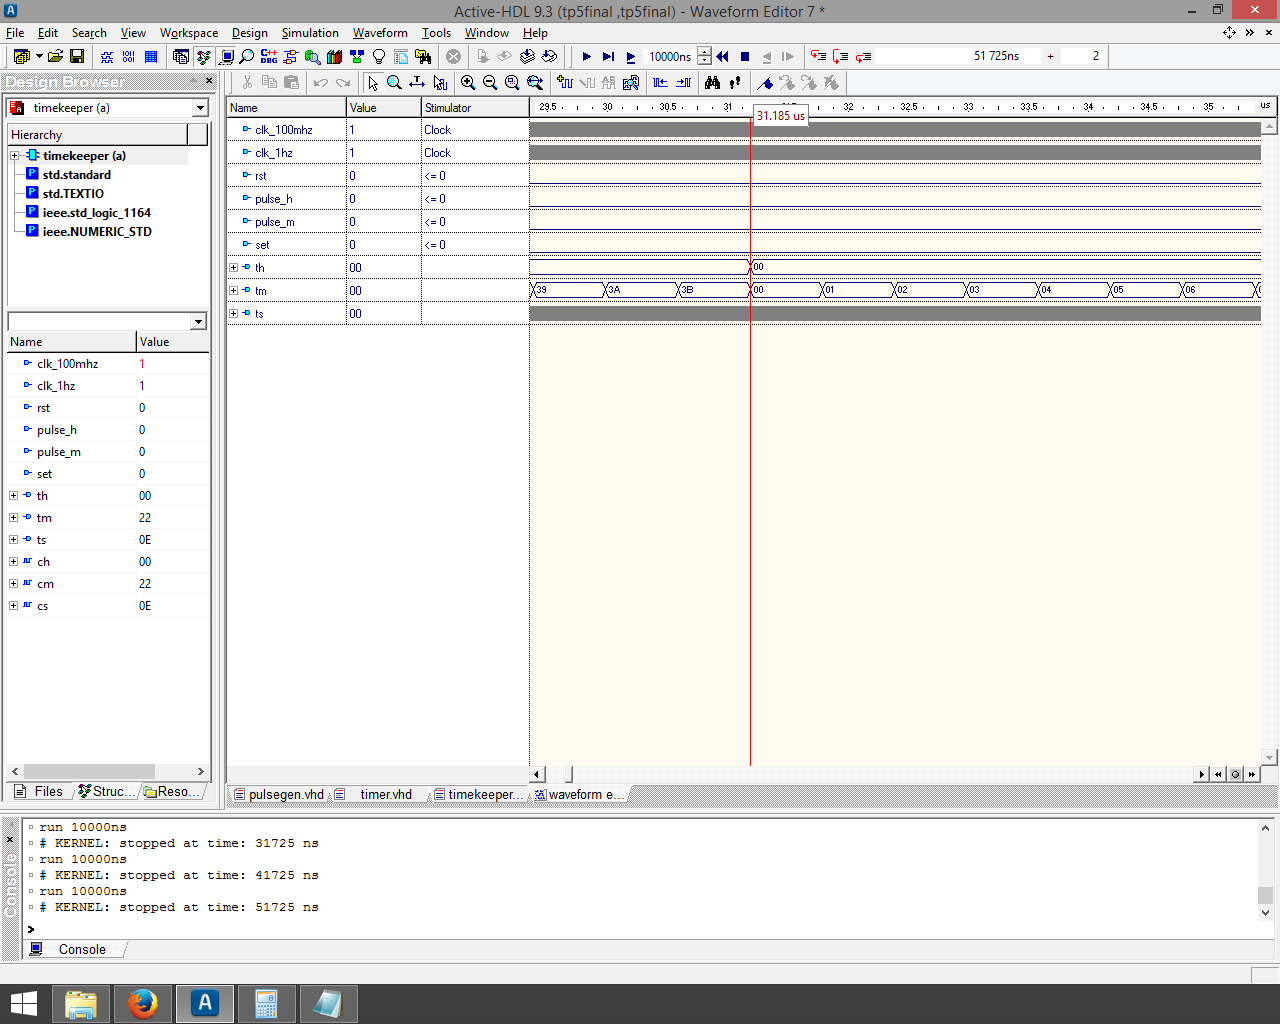 Active-HDL 9.3 (tp5final ,tp5final) - Waveform Editor 7 *
File Edit Search View Workspace Design Simulation Waveform Tools Window Help
10000ns 51 725ns + 2
Design Browser
timekeeper (a)
Hierarchy
timekeeper (a)
std.standard
std.TEXTIO
ieee.std_logic_1164
ieee.NUMERIC_STD
Name Value
clk_100mhz 1
clk_1hz 1
rst 0
pulse_h 0
pulse_m 0
set 0
th 00
tm 22
ts 0E
ch 00
cm 22
cs 0E
Files Struc... Reso...
Name Value Stimulator 29.5 30 30.5 31 32 32.5 33 33.5 34 34.5 35 us
31.185 us
clk_100mhz 1 Clock
clk_1hz 1 Clock
rst 0 <= 0
pulse_h 0 <= 0
pulse_m 0 <= 0
set 0 <= 0
th 00 00
tm 00 39 3A 3B 00 01 02 03 04 05 06
ts 00
pulsegen.vhd timer.vhd timekeeper... waveform e...
Console
run 10000ns
# KERNEL: stopped at time: 31725 ns
run 10000ns
# KERNEL: stopped at time: 41725 ns
run 10000ns
# KERNEL: stopped at time: 51725 ns
>
Console